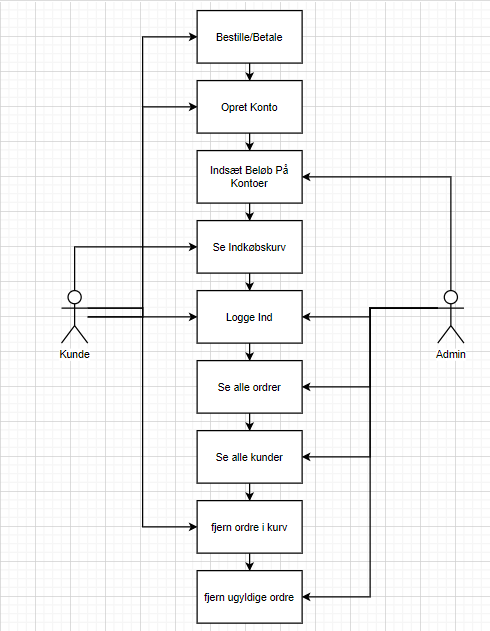 Bestille/Betale
Opret Konto
Indsæt Beløb På
Kontoer
Se Indkøbskurv
Logge Ind
Kunde
Admin
Se alle ordrer
Se alle kunder
fjern ordre i kurv
fjern ugyldige ordre